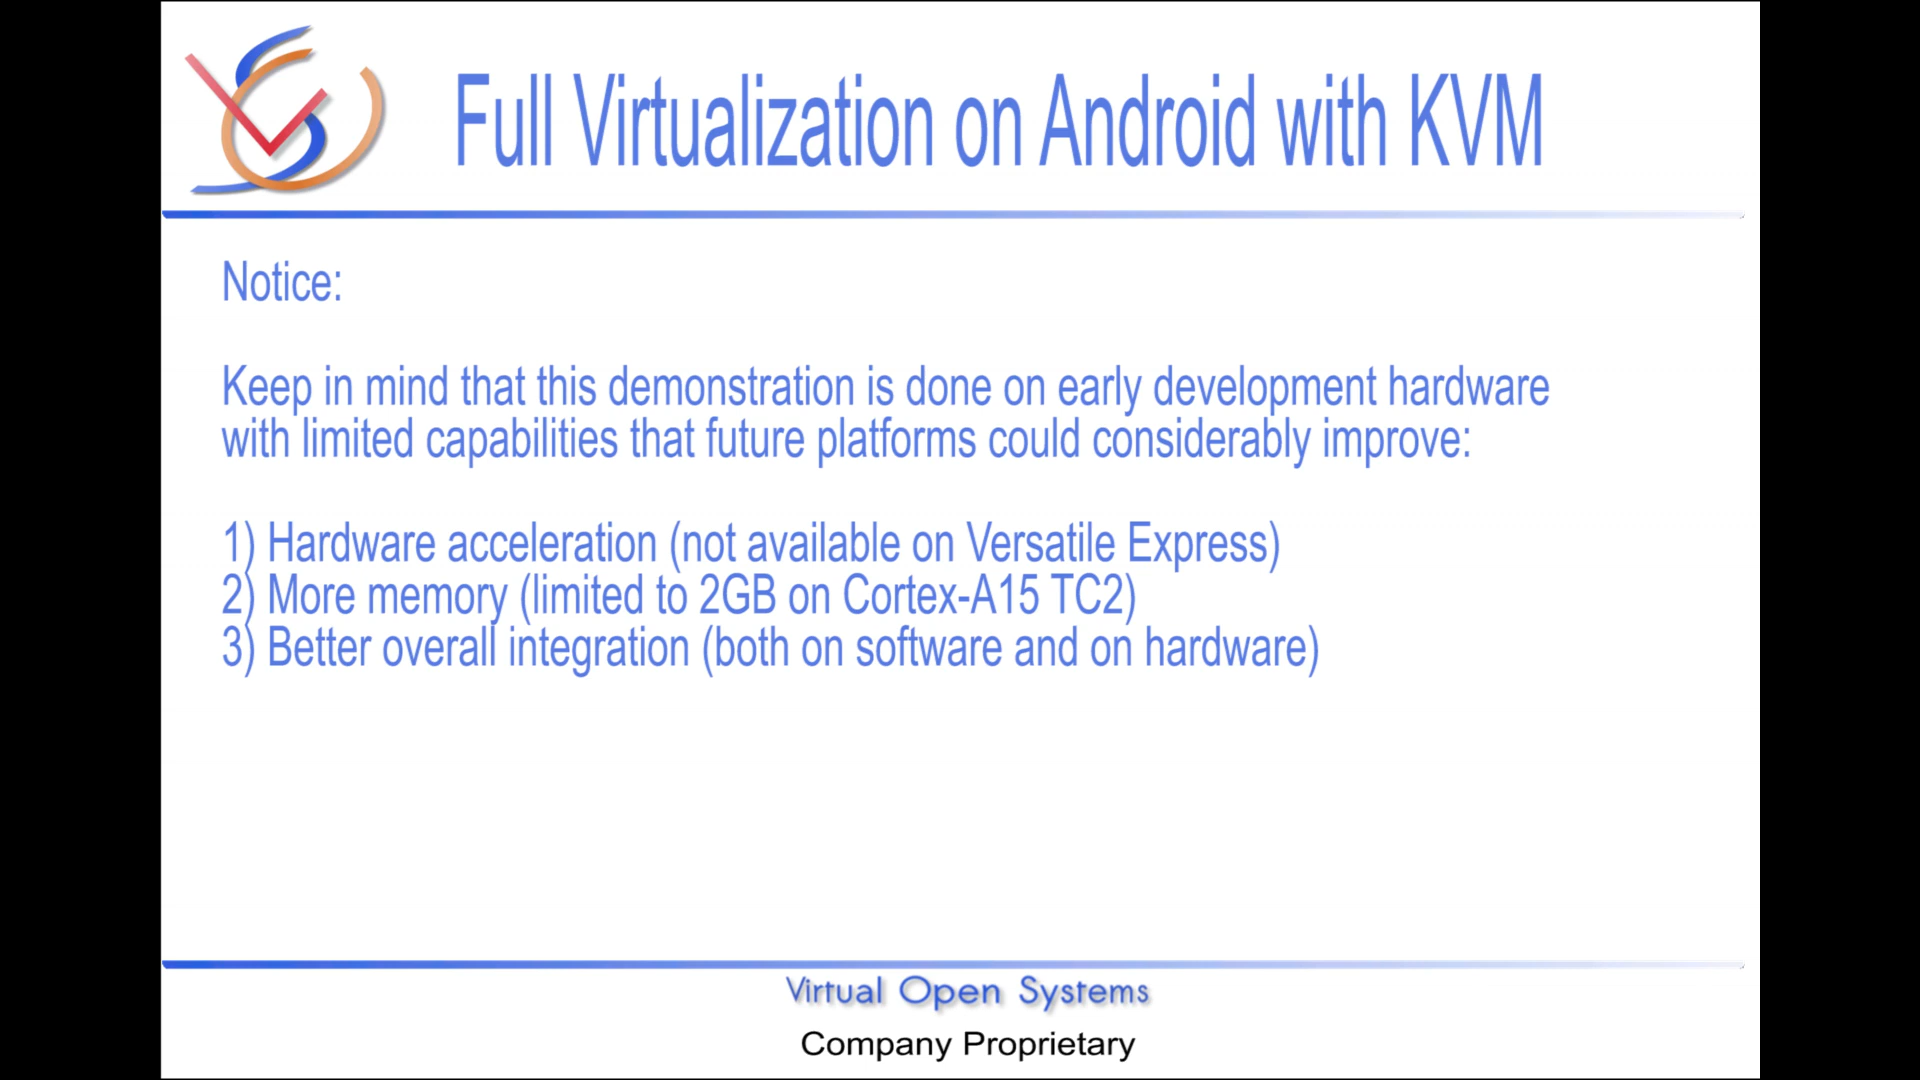 Full Virtualization on Android with KVM
Notice:
Keep in mind that this demonstration is done on early development hardware
with limited capabilities that future platforms could considerably improve:
1) Hardware acceleration (not available on Versatile Express)
2) More memory (limited to 2GB on Cortex-A15 TC2)
3) Better overall integration (both on software and on hardware)
Virtual Open Systems
Company Proprietary